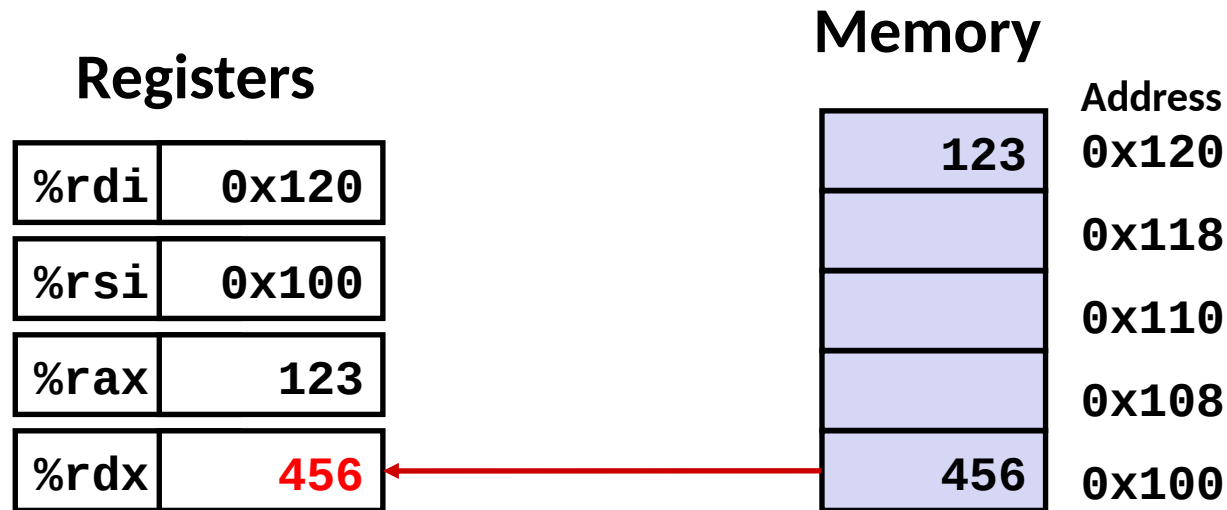 Registers
%rdi 0x120
%rsi 0x100
%rax 123
%rdx 456
Memory
Address
123 0x120
0x118
0x110
0x108
456 0x100